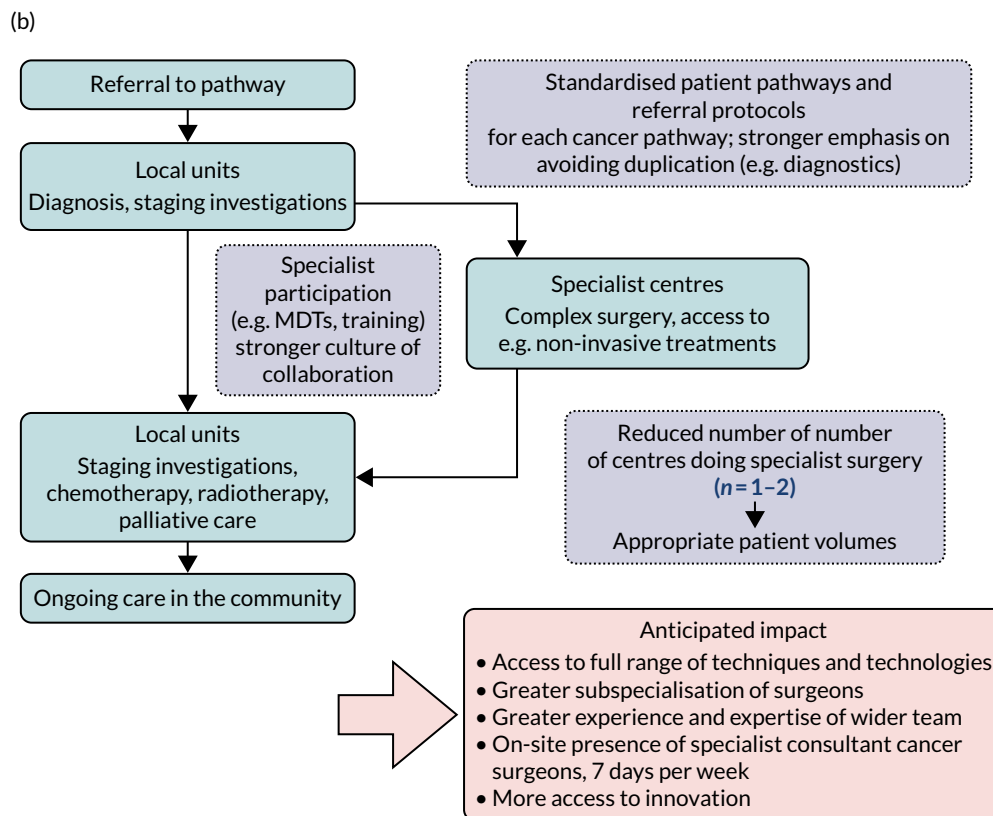 (b)
Referral to pathway
Standardised patient pathways and
referral protocols
for each cancer pathway; stronger emphasis on
avoiding duplication (e.g. diagnostics)
Local units
Diagnosis, staging investigations
Specialist
participation
(e.g. MDTs, training)
stronger culture of
collaboration
Specialist centres
Complex surgery, access to
e.g. non-invasive treatments
Local units
Staging investigations,
chemotherapy, radiotherapy,
palliative care
Reduced number of number
of centres doing specialist surgery
(n = 1–2)
Appropriate patient volumes
Ongoing care in the community
Anticipated impact
• Access to full range of techniques and technologies
• Greater subspecialisation of surgeons
• Greater experience and expertise of wider team
• On-site presence of specialist consultant cancer
surgeons, 7 days per week
• More access to innovation